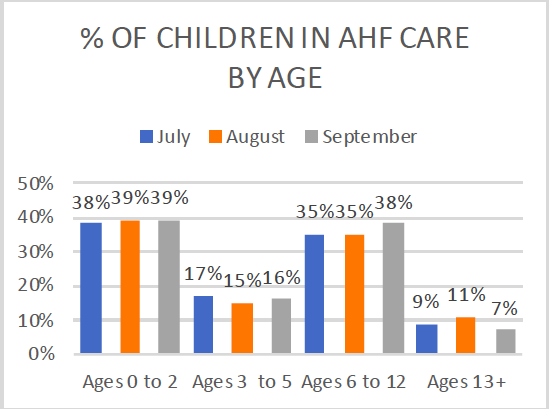 % OF CHILDREN IN AHF CARE
BY AGE
July August September
50%
40%
30%
20%
10%
0%
38% 39% 39%
17% 15% 16%
35% 35% 38%
9% 11% 7%
Ages 0 to 2 Ages 3 to 5 Ages 6 to 12 Ages 13+